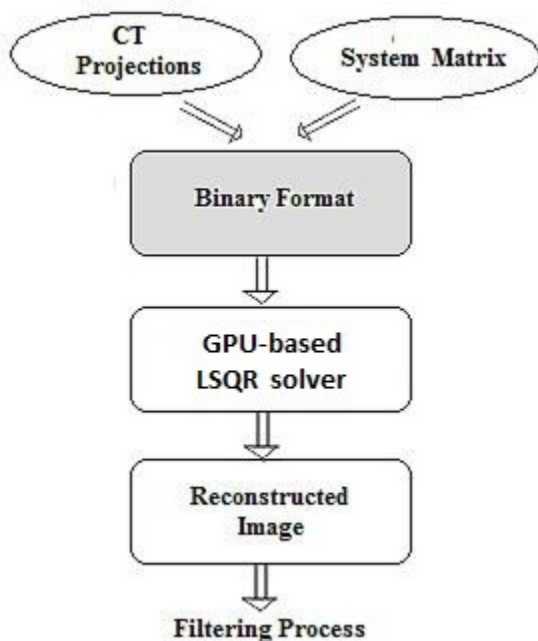 CT
Projections
System Matrix
Binary Format
GPU-based
LSQR solver
Reconstructed
Image
Filtering Process